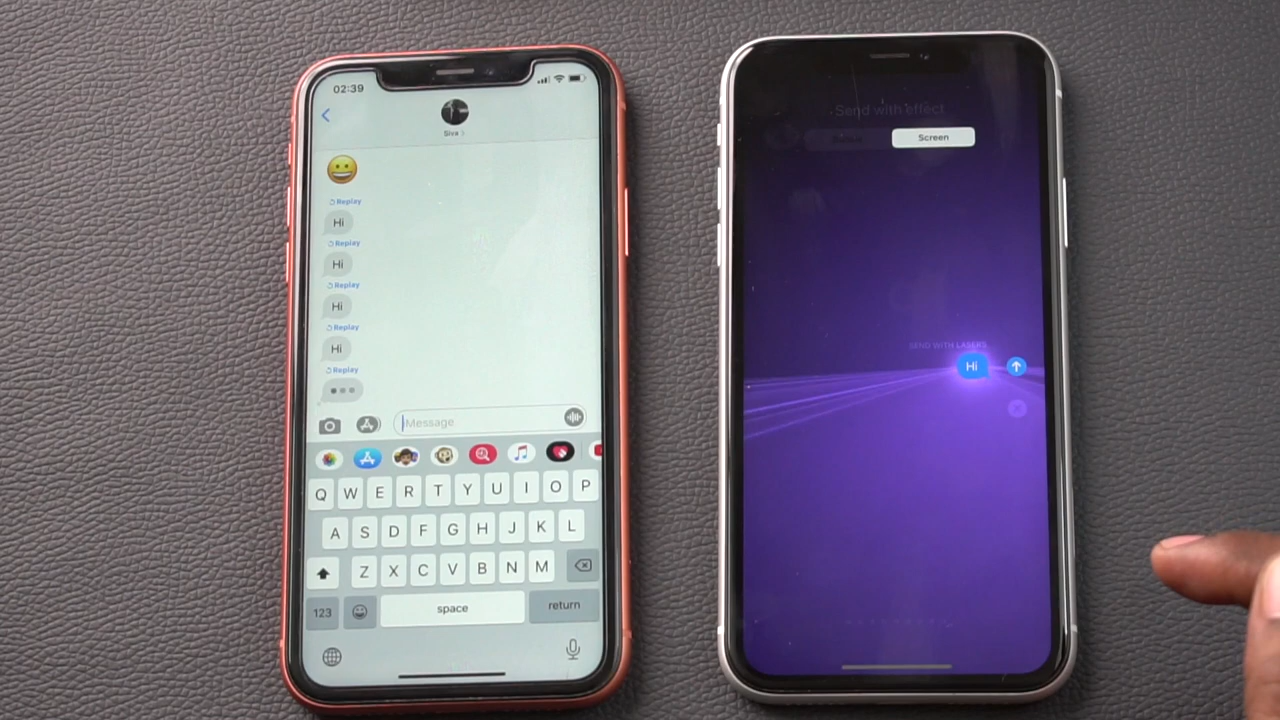 02:39
Siva
Replay
Hi
Replay
Hi
Replay
Hi
Replay
Hi
Replay
Message
Q W E R T Y U I O P
A S D F G H J K L
Z X C V B N M
123
space
return
Send with effect
Screen
SEND WITH LASERS
Hi